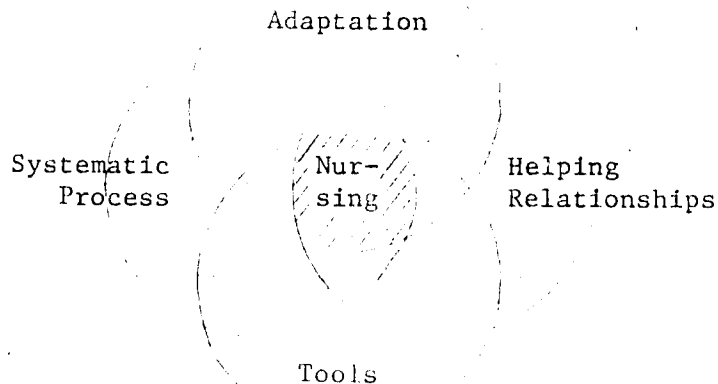 Adaptation
Systematic
Process
Nur-
sing
Helping
Relationships
Tools